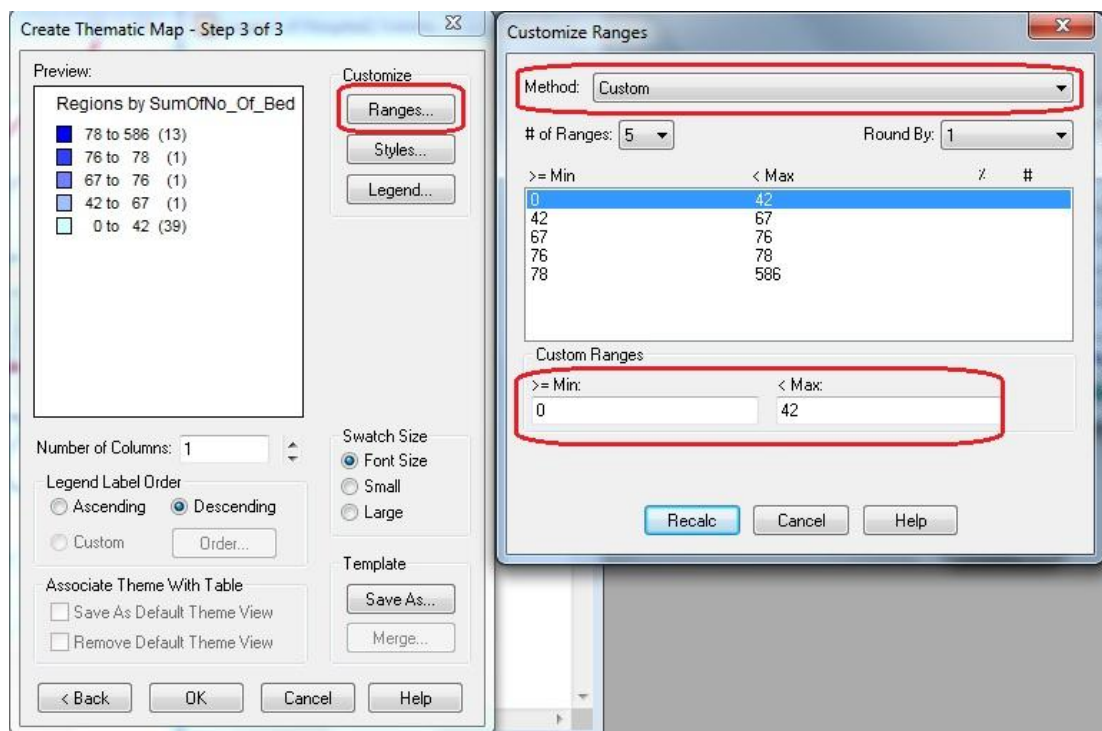 Create Thematic Map - Step 3 of 3
Preview:
Regions by SumOfNo_Of_Bed
78 to 586 (13)
76 to 78 (1)
67 to 76 (1)
42 to 67 (1)
0 to 42 (39)
Customize
Ranges...
Styles...
Legend...
Number of Columns: 1
Legend Label Order
Ascending Descending
Custom Order...
Associate Theme With Table
Save As Default Theme View
Remove Default Theme View
Swatch Size
Font Size
Small
Large
Template
Save As...
Merge...
< Back OK Cancel Help
Customize Ranges
Method: Custom
# of Ranges: 5 Round By: 1
>= Min < Max % #
0 42
42 67
67 76
76 78
78 586
Custom Ranges
>= Min: < Max:
0 42
Recalc Cancel Help